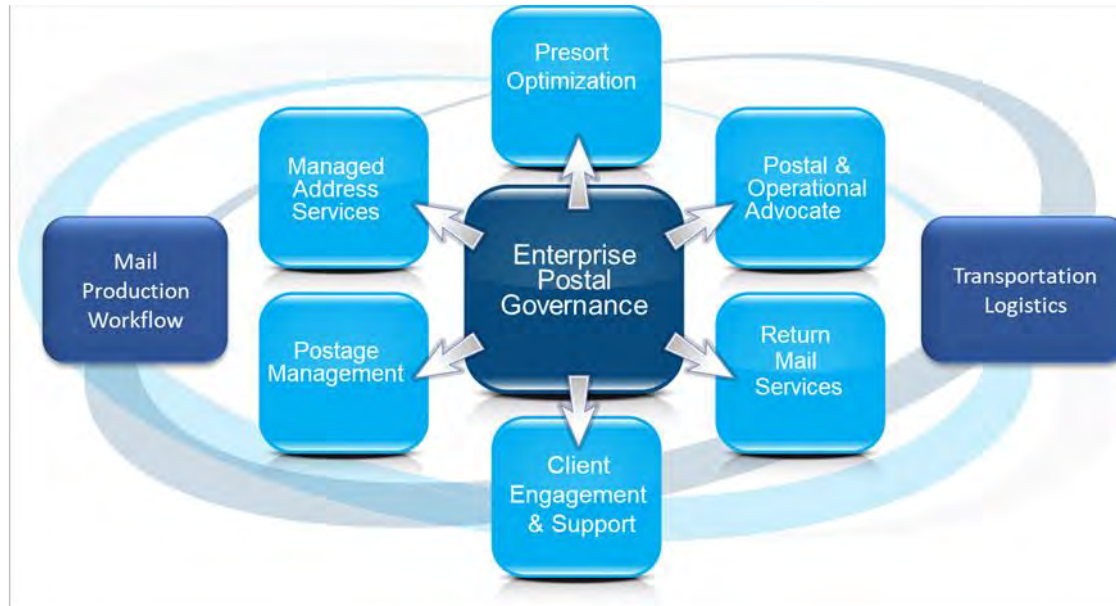 Presort
Optimization
Managed
Address
Services
Postal &
Operational
Advocate
Mail
Production
Workflow
Enterprise
Postal
Governance
Transportation
Logistics
Postage
Management
Return
Mail
Services
Client
Engagement
& Support